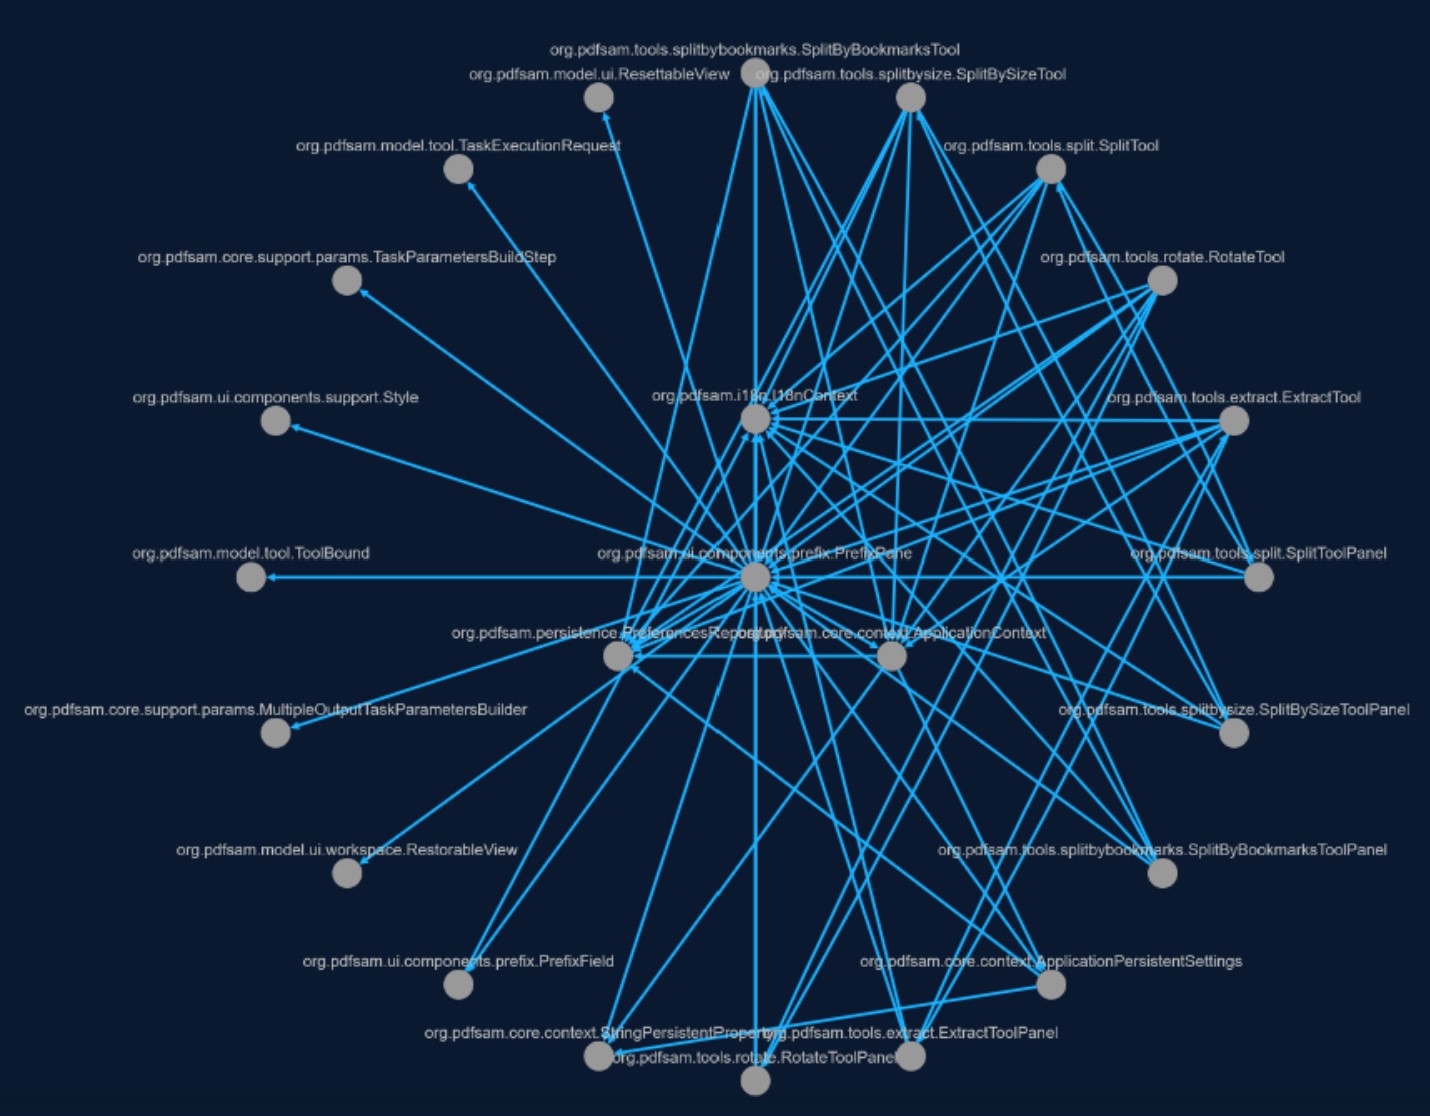 org.pdfsam.tools.splitbybookmarks.SplitByBookmarksTool
org.pdfsam.model.ui.ResettableView
org.pdfsam.tools.splitbysize.SplitBySizeTool
org.pdfsam.model.tool.TaskExecutionRequest
org.pdfsam.tools.split.SplitTool
org.pdfsam.core.support.params.TaskParametersBuildStep
org.pdfsam.tools.rotate.RotateTool
org.pdfsam.ui.components.support.Style
org.pdfsam.i18n.I18nContext
org.pdfsam.tools.extract.ExtractTool
org.pdfsam.model.tool.ToolBound
org.pdfsam.ui.components.prefix.PrefixPane
org.pdfsam.tools.split.SplitToolPanel
org.pdfsam.persistence.PreferencesRepository
org.pdfsam.core.context.ApplicationContext
org.pdfsam.core.support.params.MultipleOutputTaskParametersBuilder
org.pdfsam.tools.splitbysize.SplitBySizeToolPanel
org.pdfsam.model.ui.workspace.RestorableView
org.pdfsam.tools.splitbybookmarks.SplitByBookmarksToolPanel
org.pdfsam.ui.components.prefix.PrefixField
org.pdfsam.core.context.ApplicationPersistentSettings
org.pdfsam.core.context.StringPersistentProperty
org.pdfsam.tools.extract.ExtractToolPanel
org.pdfsam.tools.rotate.RotateToolPanel